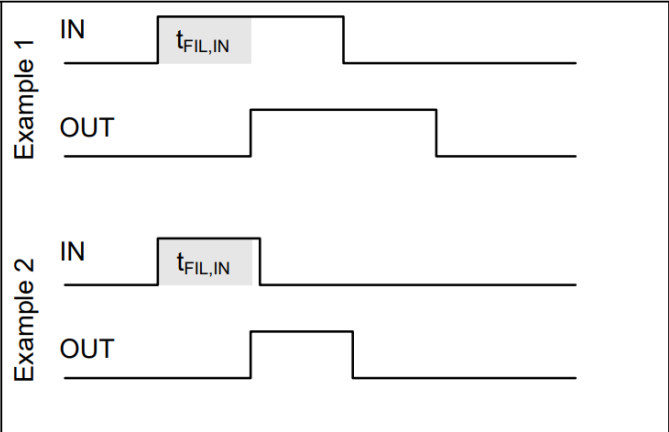 Example 1
IN
tFIL,IN
OUT
Example 2
IN
tFIL,IN
OUT